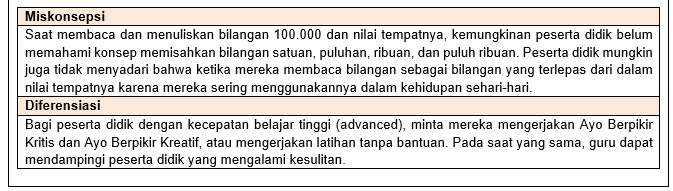 Miskonsepsi
Saat membaca dan menuliskan bilangan 100.000 dan nilai tempatnya, kemungkinan peserta didik belum
memahami konsep memisahkan bilangan satuan, puluhan, ribuan, dan puluh ribuan. Peserta didik mungkin
juga tidak menyadari bahwa ketika mereka membaca bilangan sebagai bilangan yang terlepas dari dalam
nilai tempatnya karena mereka sering menggunakannya dalam kehidupan sehari-hari.
Diferensiasi
Bagi peserta didik dengan kecepatan belajar tinggi (advanced), minta mereka mengerjakan Ayo Berpikir
Kritis dan Ayo Berpikir Kreatif, atau mengerjakan latihan tanpa bantuan. Pada saat yang sama, guru dapat
mendampingi peserta didik yang mengalami kesulitan.